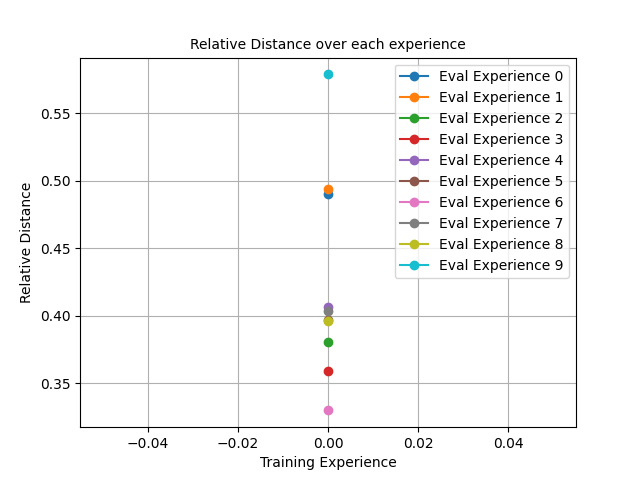 Relative Distance over each experience
Eval Experience 0
Eval Experience 1
Eval Experience 2
Eval Experience 3
Eval Experience 4
Eval Experience 5
Eval Experience 6
Eval Experience 7
Eval Experience 8
Eval Experience 9
0.55
0.50
0.45
0.40
0.35
Relative Distance
−0.04
−0.02
0.00
0.02
0.04
Training Experience